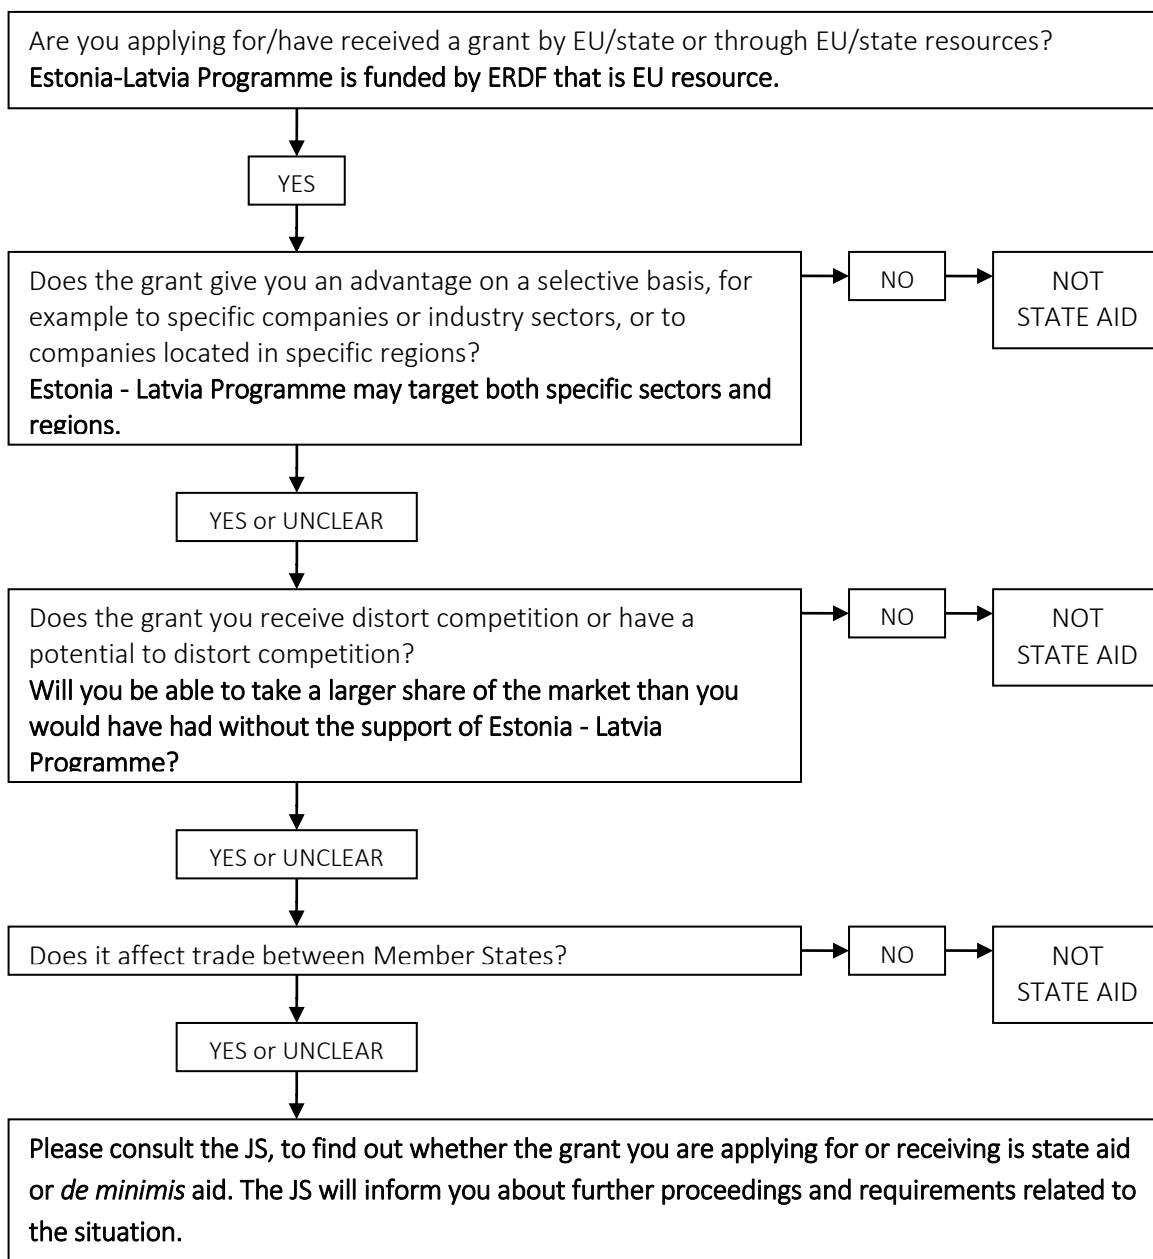 Are you applying for/have received a grant by EU/state or through EU/state resources?
Estonia-Latvia Programme is funded by ERDF that is EU resource.
YES
Does the grant give you an advantage on a selective basis, for
example to specific companies or industry sectors, or to
companies located in specific regions?
Estonia - Latvia Programme may target both specific sectors and
regions.
NO
NOT
STATE AID
YES or UNCLEAR
Does the grant you receive distort competition or have a
potential to distort competition?
Will you be able to take a larger share of the market than you
would have had without the support of Estonia - Latvia
Programme?
NO
NOT
STATE AID
YES or UNCLEAR
Does it affect trade between Member States?
NO
NOT
STATE AID
YES or UNCLEAR
Please consult the JS, to find out whether the grant you are applying for or receiving is state aid
or de minimis aid. The JS will inform you about further proceedings and requirements related to
the situation.